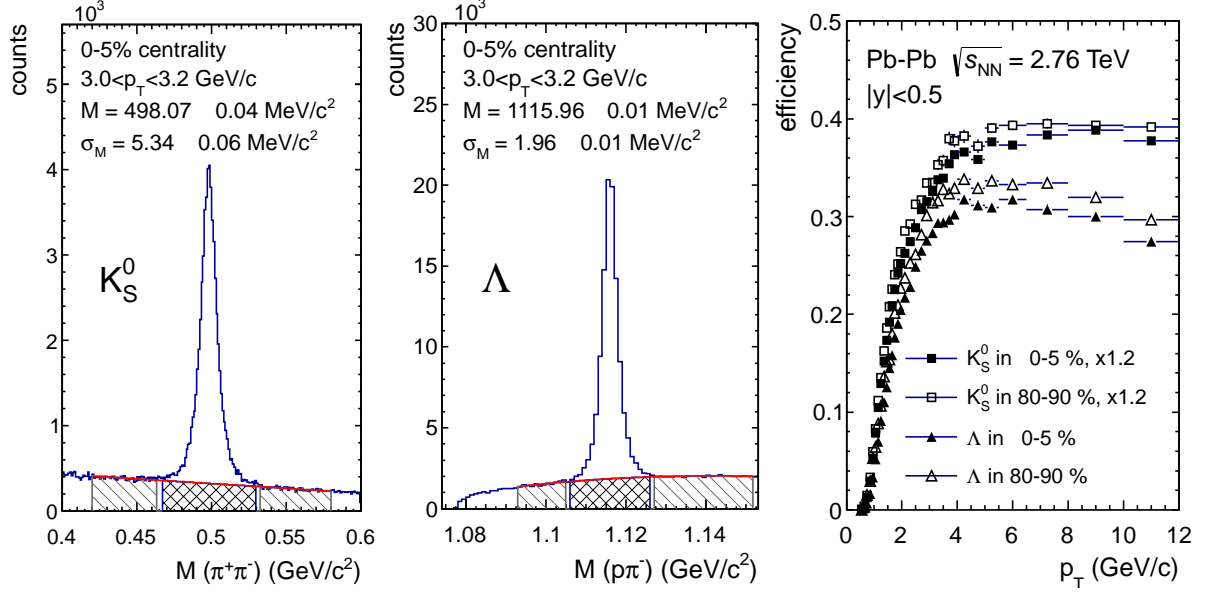 ×10³
counts
5
4
3
2
1
0
0-5% centrality
3.0<p_T<3.2 GeV/c
M = 498.07 0.04 MeV/c²
σ_M = 5.34 0.06 MeV/c²
K⁰_S
0.4 0.45 0.5 0.55 0.6
M (π⁺π⁻) (GeV/c²)
×10³
counts
30
25
20
15
10
5
0
0-5% centrality
3.0<p_T<3.2 GeV/c
M = 1115.96 0.01 MeV/c²
σ_M = 1.96 0.01 MeV/c²
Λ
1.08 1.1 1.12 1.14
M (pπ⁻) (GeV/c²)
efficiency
0.5
0.4
0.3
0.2
0.1
0
Pb-Pb √s_NN = 2.76 TeV
|y|<0.5
K⁰_S in 0-5 %, x1.2
K⁰_S in 80-90 %, x1.2
Λ in 0-5 %
Λ in 80-90 %
0 2 4 6 8 10 12
p_T (GeV/c)